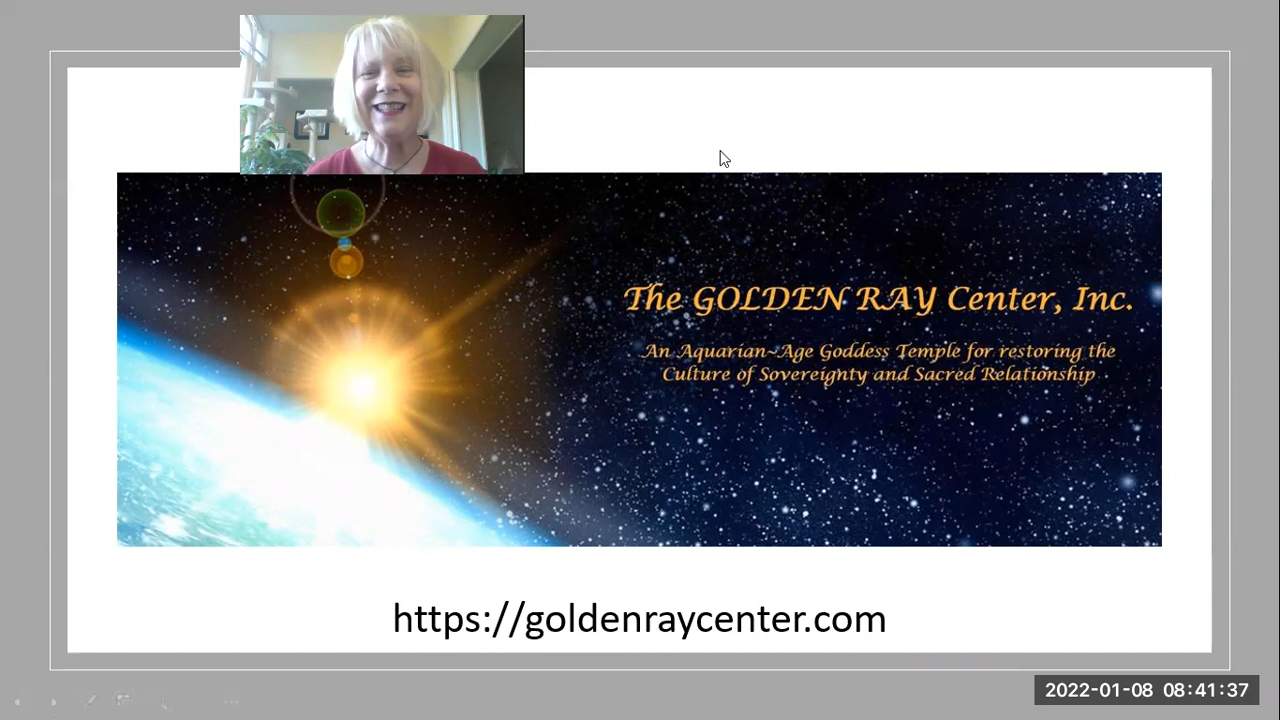 The GOLDEN RAY Center, Inc.
An Aquarian~Age Goddess Temple for restoring the
Culture of Sovereignty and Sacred Relationship
https://goldenraycenter.com
2022-01-08 08:41:37